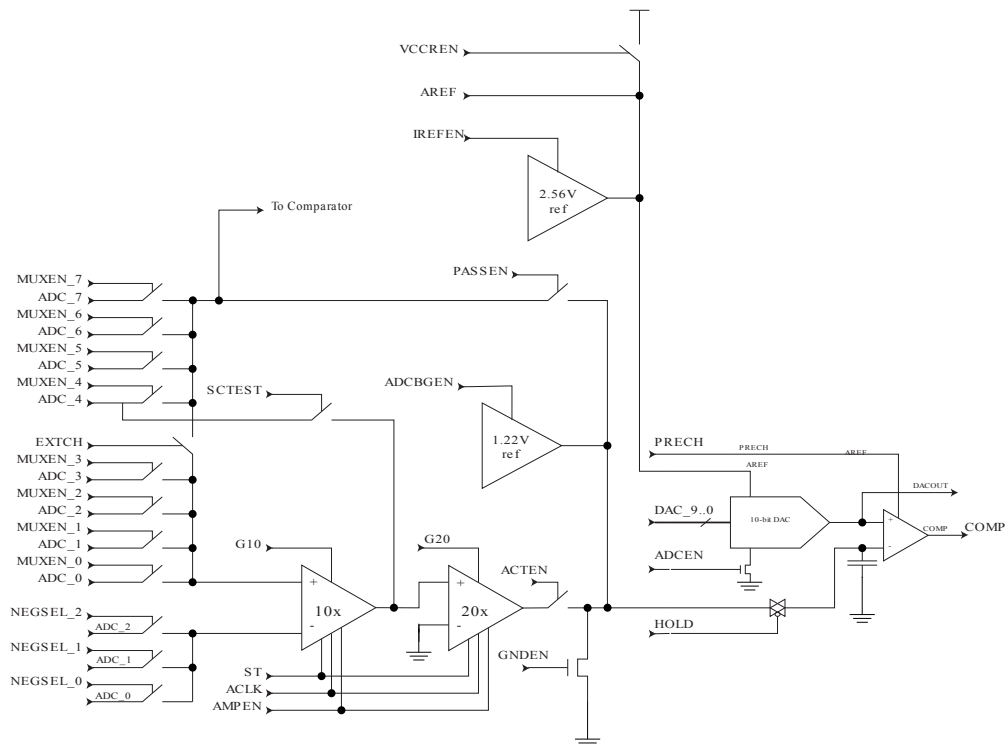 VCCREN
AREF
IREFEN
2.56V
ref
To Comparator
PASSEN
MUXEN_7
ADC_7
MUXEN_6
ADC_6
MUXEN_5
ADC_5
MUXEN_4
ADC_4
SCTEST
ADCBGEN
1.22V
ref
EXTCH
MUXEN_3
ADC_3
MUXEN_2
ADC_2
MUXEN_1
ADC_1
MUXEN_0
ADC_0
PRECH
PRECH
AREF
AREF
DACOUT
DAC_9..0
10-bit DAC
+
-
COMP
COMP
ADCEN
G10
G20
ACTEN
+
10x
-
+
20x
-
HOLD
NEGSEL_2
ADC_2
NEGSEL_1
ADC_1
NEGSEL_0
ADC_0
ST
ACLK
AMPEN
GNDEN